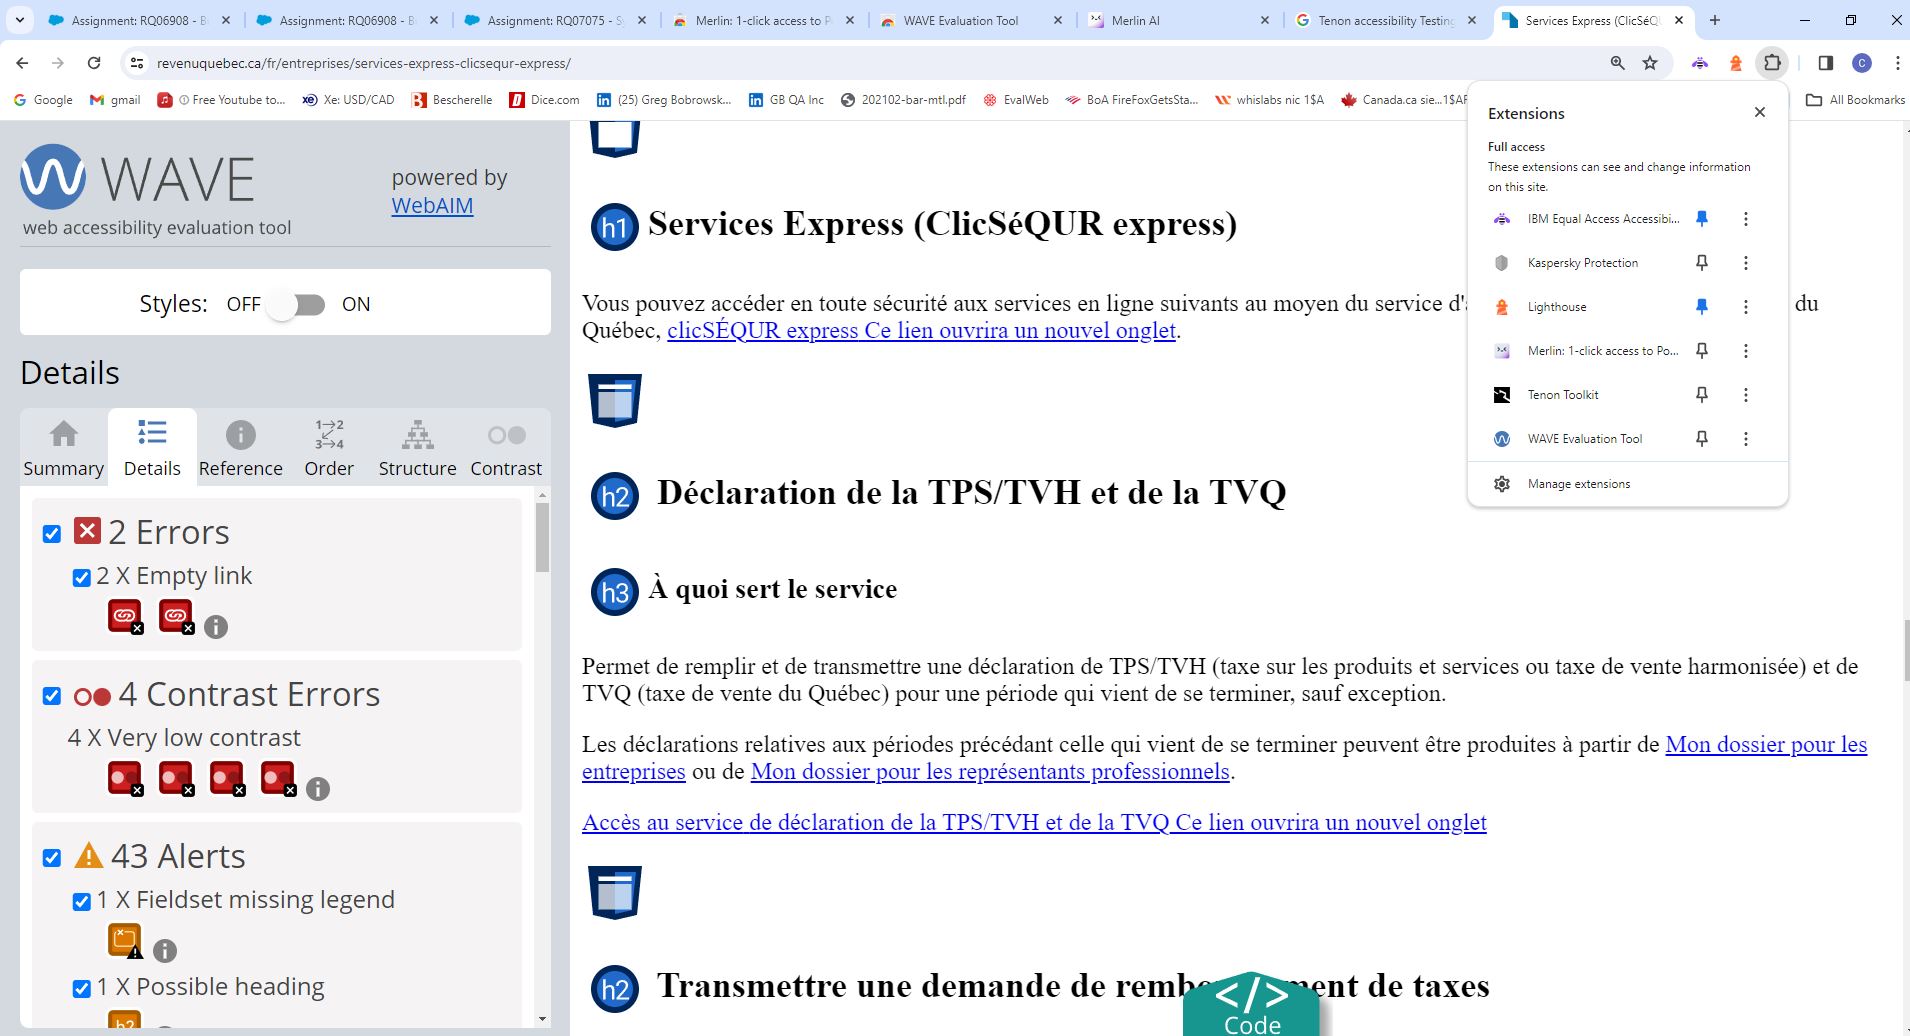 Assignment: RQ06908 - B
Assignment: RQ06908 - B
Assignment: RQ07075 - S
Merlin: 1-click access to P
WAVE Evaluation Tool
Merlin AI
Tenon accessibility Testing
Services Express (ClicSéQU
revenuquebec.ca/fr/entreprises/services-express-clicsequr-express/
C
Google
gmail
Free Youtube to...
Xe: USD/CAD
Bescherelle
Dice.com
(25) Greg Bobrowsk...
GB QA Inc
202102-bar-mtl.pdf
EvalWeb
BoA FireFoxGetsSta...
whislabs nic 1$A
Canada.ca sie...1$AF
All Bookmarks
WAVE
web accessibility evaluation tool
powered by
WebAIM
Styles: OFF ON
Details
Summary
Details
Reference
1→2
3→4
Order
Structure
Contrast
2 Errors
2 X Empty link
4 Contrast Errors
4 X Very low contrast
43 Alerts
1 X Fieldset missing legend
1 X Possible heading
h2
h1 Services Express (ClicSéQUR express)
Vous pouvez accéder en toute sécurité aux services en ligne suivants au moyen du service d' du
Québec, clicSÉQUR express Ce lien ouvrira un nouvel onglet.
h2 Déclaration de la TPS/TVH et de la TVQ
h3 À quoi sert le service
Permet de remplir et de transmettre une déclaration de TPS/TVH (taxe sur les produits et services ou taxe de vente harmonisée) et de
TVQ (taxe de vente du Québec) pour une période qui vient de se terminer, sauf exception.
Les déclarations relatives aux périodes précédant celle qui vient de se terminer peuvent être produites à partir de Mon dossier pour les
entreprises ou de Mon dossier pour les représentants professionnels.
Accès au service de déclaration de la TPS/TVH et de la TVQ Ce lien ouvrira un nouvel onglet
h2 Transmettre une demande de remb ment de taxes
</>
Code
Extensions
Full access
These extensions can see and change information
on this site.
IBM Equal Access Accessibi...
Kaspersky Protection
Lighthouse
Merlin: 1-click access to Po...
Tenon Toolkit
WAVE Evaluation Tool
Manage extensions